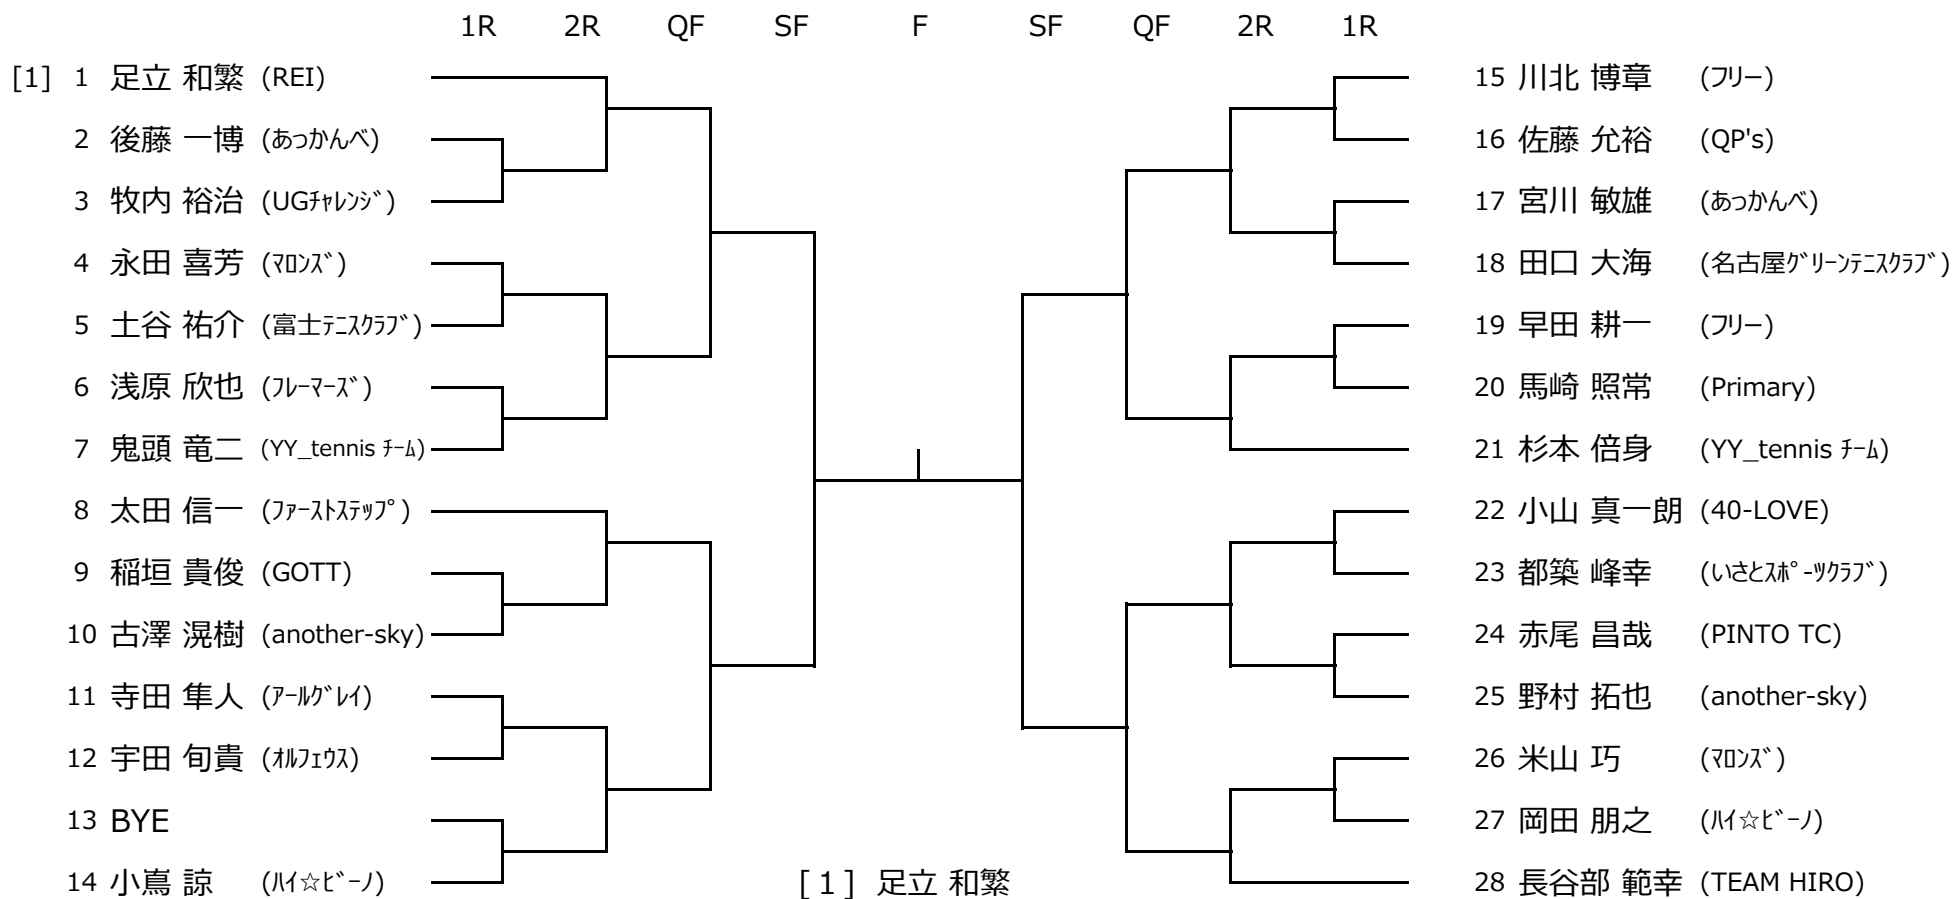 1R 2R QF SF F SF QF 2R 1R
[1] 1 足立 和繁 (REI)
2 後藤 一博 (あっかんべ)
3 牧内 裕治 (UGﾁｬﾚﾝｼﾞ)
4 永田 喜芳 (ﾏﾛﾝｽﾞ)
5 土谷 祐介 (富士ﾃﾆｽｸﾗﾌﾞ)
6 浅原 欣也 (ﾌﾚｰﾏｰｽﾞ)
7 鬼頭 竜二 (YY_tennis ﾁｰﾑ)
8 太田 信一 (ﾌｧｰｽﾄｽﾃｯﾌﾟ)
9 稲垣 貴俊 (GOTT)
10 古澤 滉樹 (another-sky)
11 寺田 隼人 (ｱｰﾙｸﾞﾚｲ)
12 宇田 旬貴 (ｵﾙﾌｪｳｽ)
13 BYE
14 小嶌 諒 (ﾊｲ☆ﾋﾞｰﾉ)
15 川北 博章 (ﾌﾘｰ)
16 佐藤 允裕 (QP's)
17 宮川 敏雄 (あっかんべ)
18 田口 大海 (名古屋ｸﾞﾘｰﾝﾃﾆｽｸﾗﾌﾞ)
19 早田 耕一 (ﾌﾘｰ)
20 馬崎 照常 (Primary)
21 杉本 倍身 (YY_tennis ﾁｰﾑ)
22 小山 真一朗 (40-LOVE)
23 都築 峰幸 (いさとｽﾎﾟ-ﾂｸﾗﾌﾞ)
24 赤尾 昌哉 (PINTO TC)
25 野村 拓也 (another-sky)
26 米山 巧 (ﾏﾛﾝｽﾞ)
27 岡田 朋之 (ﾊｲ☆ﾋﾞｰﾉ)
28 長谷部 範幸 (TEAM HIRO)
[ 1 ] 足立 和繁